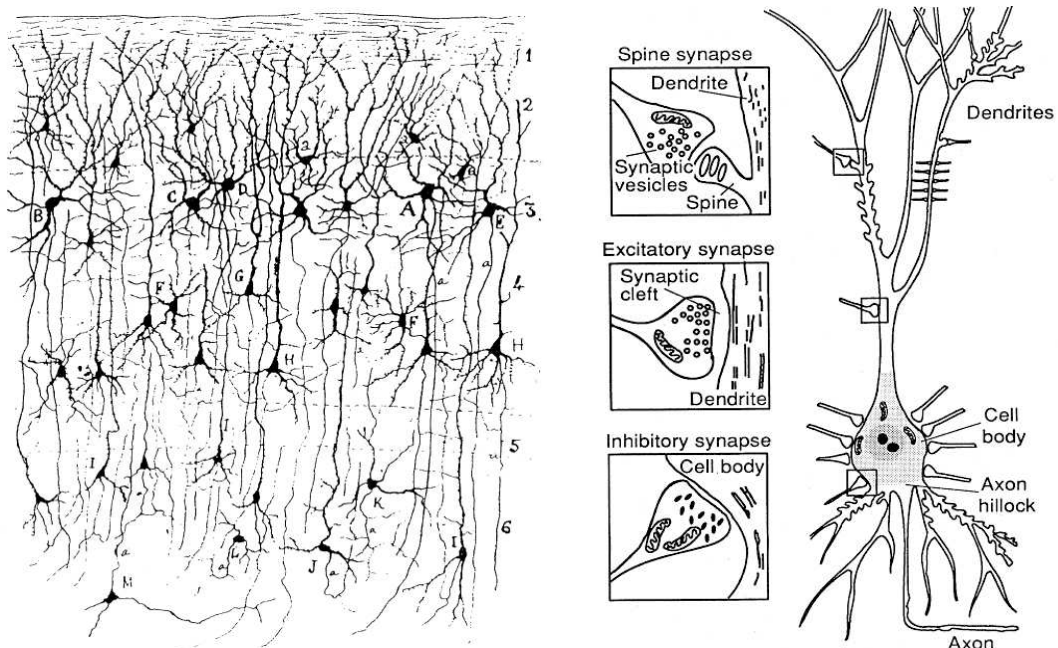 1
2
a
a
B
C
D
A
3
E
G
a
a
4
F
F
H
H
I
5
I
K
6
a
L
a
J
a
I
a
M
Spine synapse
Dendrite
Synaptic
vesicles
Spine
Excitatory synapse
Synaptic
cleft
Dendrite
Inhibitory synapse
Cell body
Dendrites
Cell
body
Axon
hillock
Axon